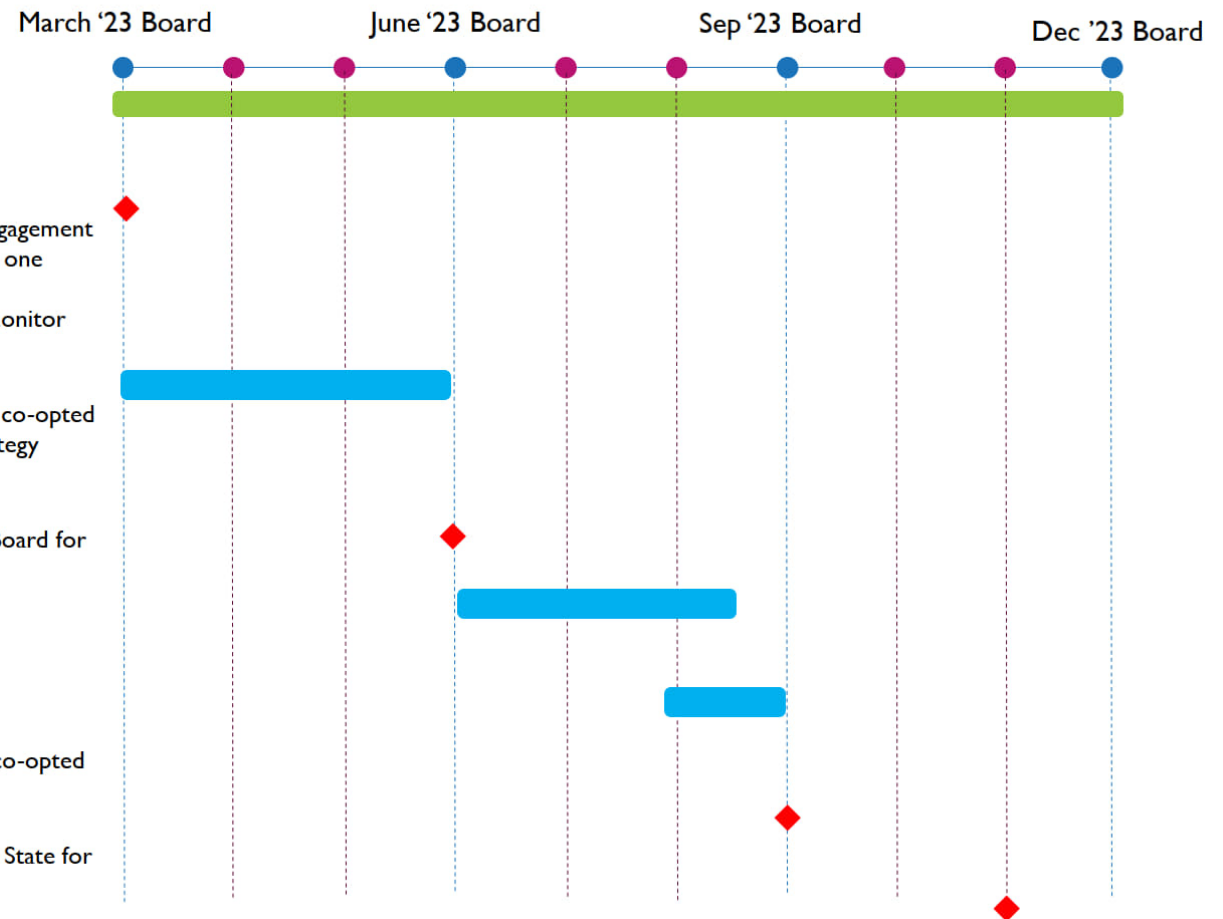 March ‘23 Board
June ‘23 Board
Sep ‘23 Board
Dec ’23 Board
gagement
one
onitor
co-opted
tegy
Board for
co-opted
State for